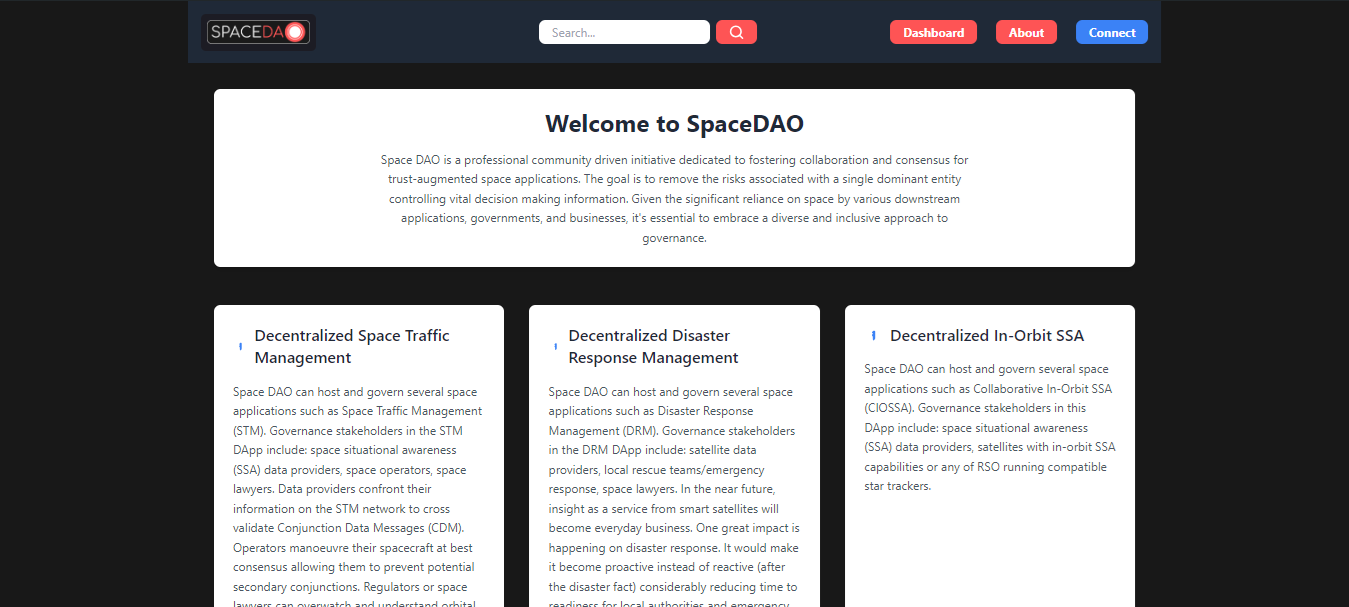 SPACEDAO
Search...
Dashboard
About
Connect
Welcome to SpaceDAO
Space DAO is a professional community driven initiative dedicated to fostering collaboration and consensus for
trust-augmented space applications. The goal is to remove the risks associated with a single dominant entity
controlling vital decision making information. Given the significant reliance on space by various downstream
applications, governments, and businesses, it's essential to embrace a diverse and inclusive approach to
governance.
Decentralized Space Traffic
Management
Space DAO can host and govern several space
applications such as Space Traffic Management
(STM). Governance stakeholders in the STM
DApp include: space situational awareness
(SSA) data providers, space operators, space
lawyers. Data providers confront their
information on the STM network to cross
validate Conjunction Data Messages (CDM).
Operators manoeuvre their spacecraft at best
consensus allowing them to prevent potential
secondary conjunctions. Regulators or space
lawyers can overwatch and understand orbital
Decentralized Disaster
Response Management
Space DAO can host and govern several space
applications such as Disaster Response
Management (DRM). Governance stakeholders
in the DRM DApp include: satellite data
providers, local rescue teams/emergency
response, space lawyers. In the near future,
insight as a service from smart satellites will
become everyday business. One great impact is
happening on disaster response. It would make
it become proactive instead of reactive (after
the disaster fact) considerably reducing time to
readiness for local authorities and emergency
Decentralized In-Orbit SSA
Space DAO can host and govern several space
applications such as Collaborative In-Orbit SSA
(CIOSSA). Governance stakeholders in this
DApp include: space situational awareness
(SSA) data providers, satellites with in-orbit SSA
capabilities or any of RSO running compatible
star trackers.